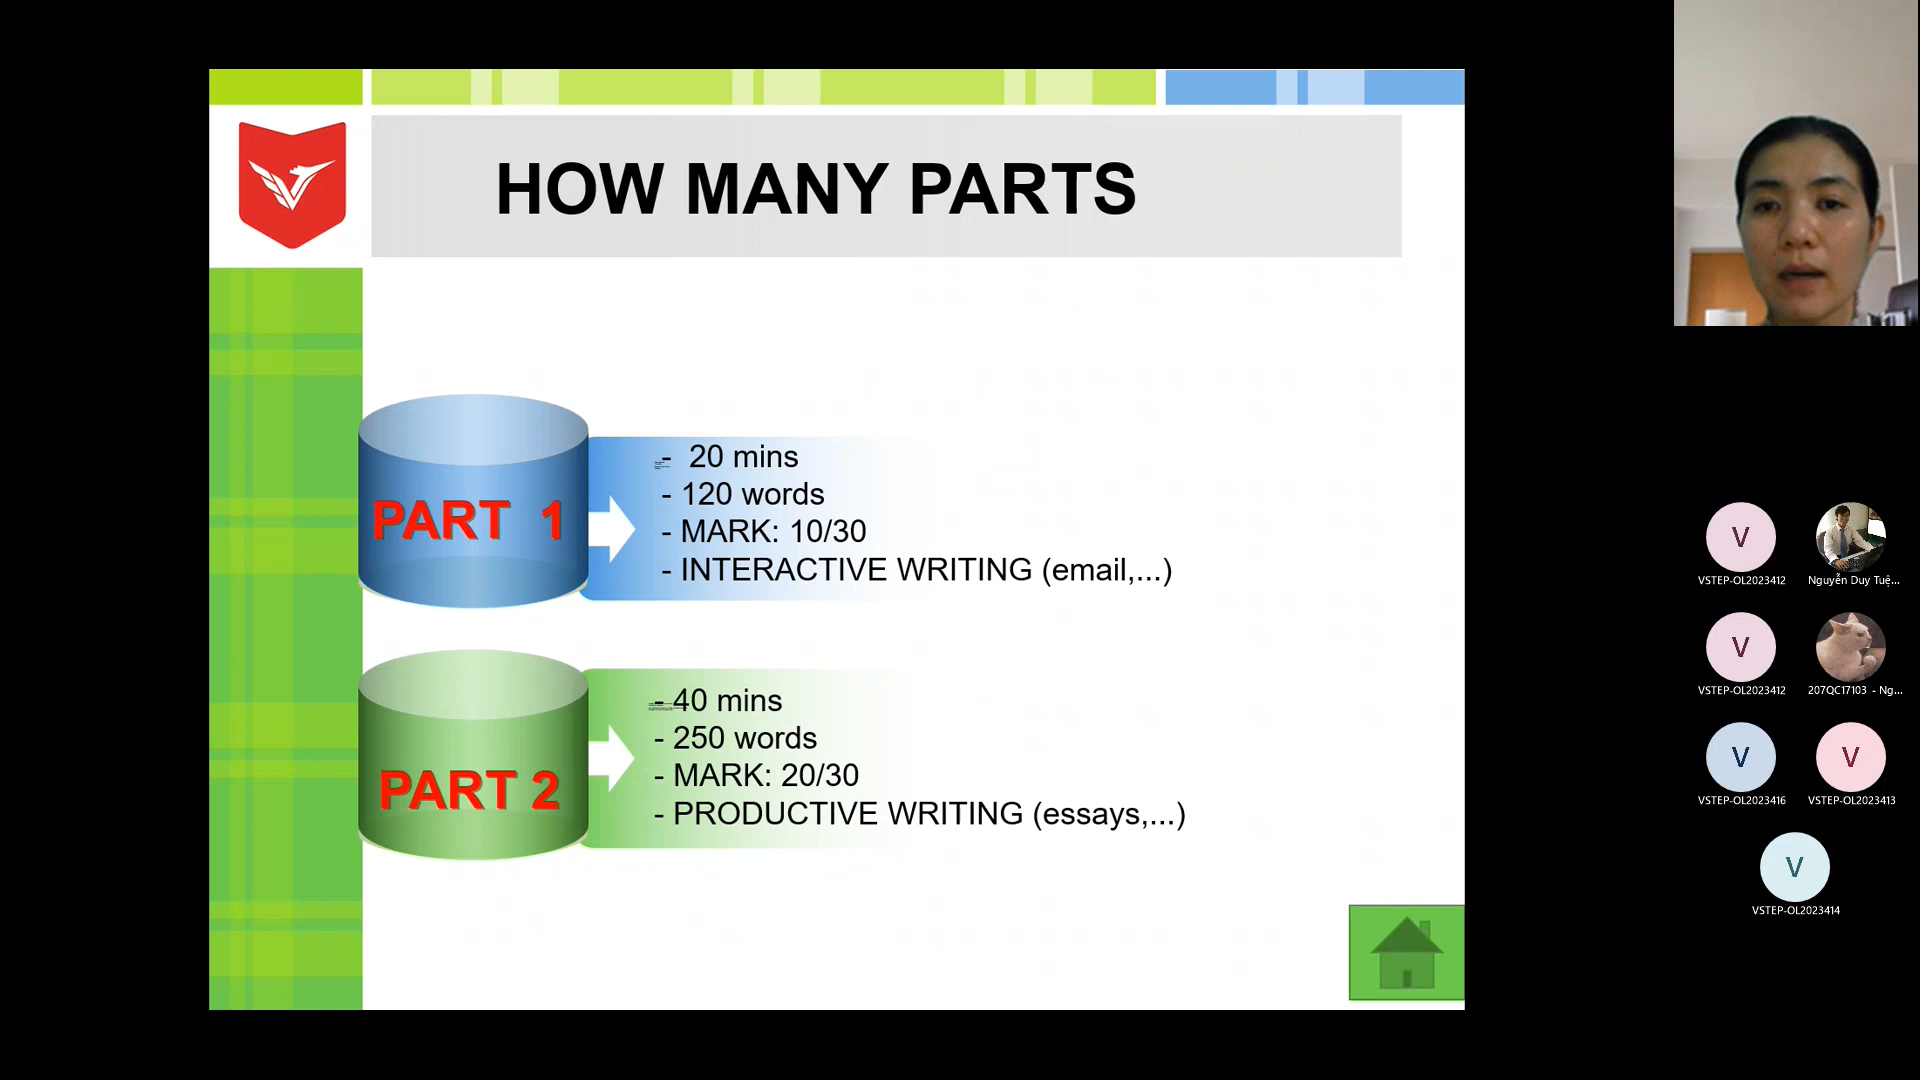 HOW MANY PARTS
PART 1
- 20 mins
- 120 words
- MARK: 10/30
- INTERACTIVE WRITING (email,...)
PART 2
- 40 mins
- 250 words
- MARK: 20/30
- PRODUCTIVE WRITING (essays,...)
V
VSTEP-OL2023412
Nguyễn Duy Tuệ...
V
VSTEP-OL2023412
207QC17103 - Ng...
V
VSTEP-OL2023416
V
VSTEP-OL2023413
V
VSTEP-OL2023414